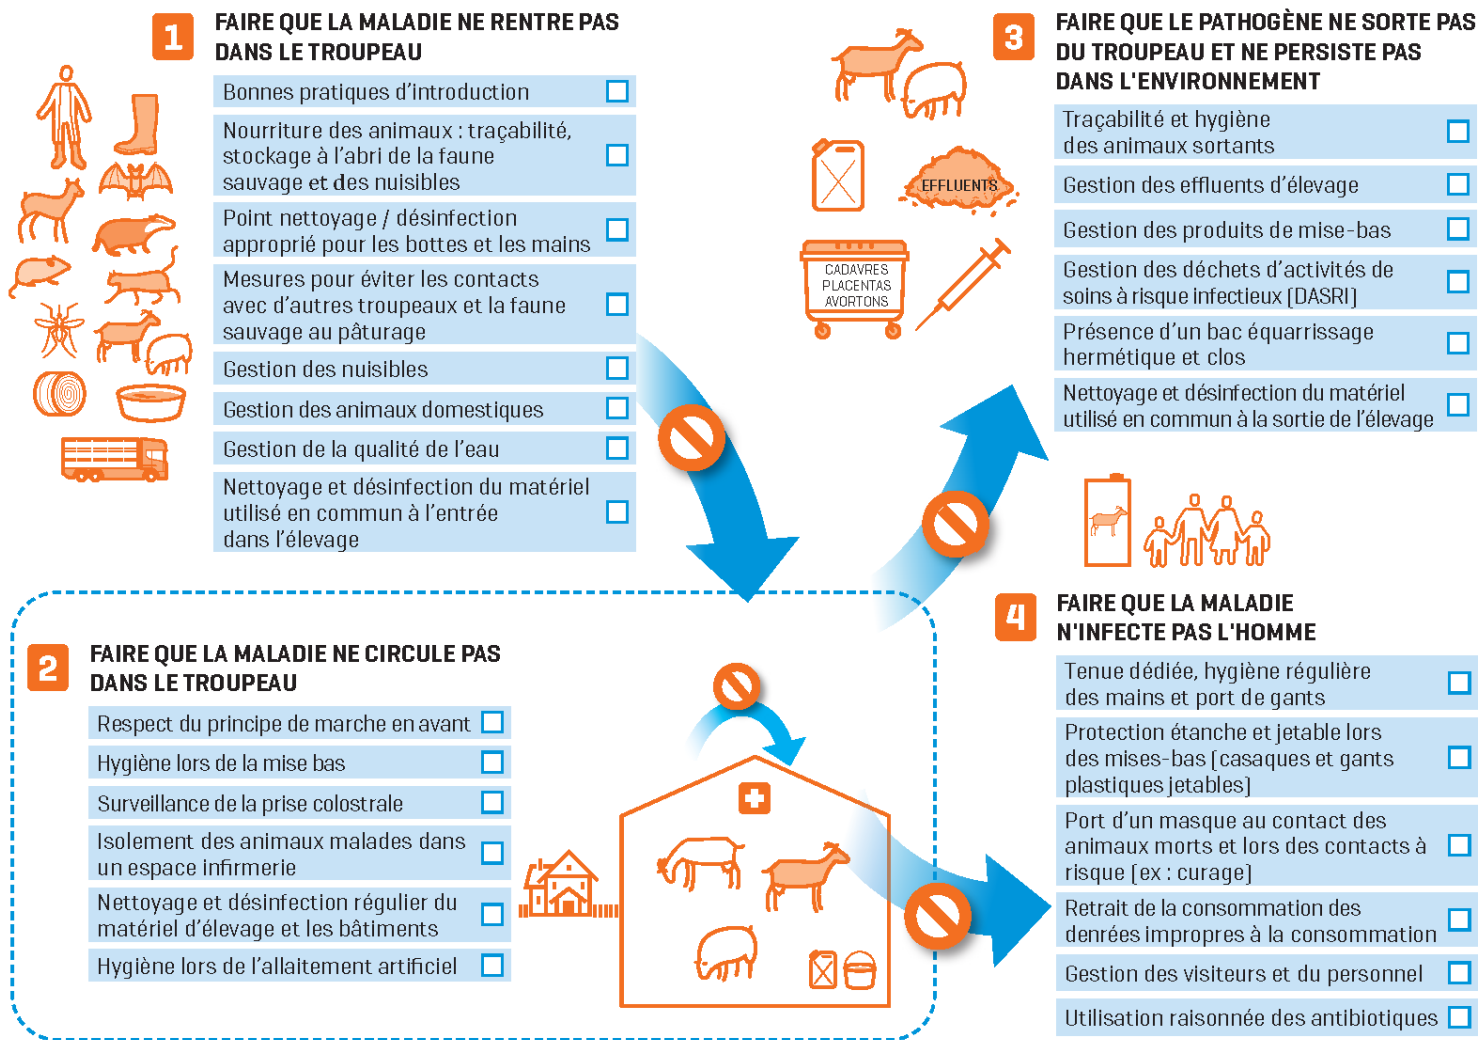 1
FAIRE QUE LA MALADIE NE RENTRE PAS
DANS LE TROUPEAU
Bonnes pratiques d'introduction
Nourriture des animaux : traçabilité,
stockage à l'abri de la faune
sauvage et des nuisibles
Point nettoyage / désinfection
approprié pour les bottes et les mains
Mesures pour éviter les contacts
avec d'autres troupeaux et la faune
sauvage au pâturage
Gestion des nuisibles
Gestion des animaux domestiques
Gestion de la qualité de l'eau
Nettoyage et désinfection du matériel
utilisé en commun à l'entrée
dans l'élevage
2
FAIRE QUE LA MALADIE NE CIRCULE PAS
DANS LE TROUPEAU
Respect du principe de marche en avant
Hygiène lors de la mise bas
Surveillance de la prise colostrale
Isolement des animaux malades dans
un espace infirmerie
Nettoyage et désinfection régulier du
matériel d'élevage et les bâtiments
Hygiène lors de l'allaitement artificiel
3
FAIRE QUE LE PATHOGÈNE NE SORTE PAS
DU TROUPEAU ET NE PERSISTE PAS
DANS L'ENVIRONNEMENT
EFFLUENTS
CADAVRES
PLACENTAS
AVORTONS
Traçabilité et hygiène
des animaux sortants
Gestion des effluents d'élevage
Gestion des produits de mise-bas
Gestion des déchets d'activités de
soins à risque infectieux (DASRI)
Présence d'un bac équarrissage
hermétique et clos
Nettoyage et désinfection du matériel
utilisé en commun à la sortie de l'élevage
4
FAIRE QUE LA MALADIE
N'INFECTE PAS L'HOMME
Tenue dédiée, hygiène régulière
des mains et port de gants
Protection étanche et jetable lors
des mises-bas (casaques et gants
plastiques jetables)
Port d'un masque au contact des
animaux morts et lors des contacts à
risque (ex : curage)
Retrait de la consommation des
denrées impropres à la consommation
Gestion des visiteurs et du personnel
Utilisation raisonnée des antibiotiques